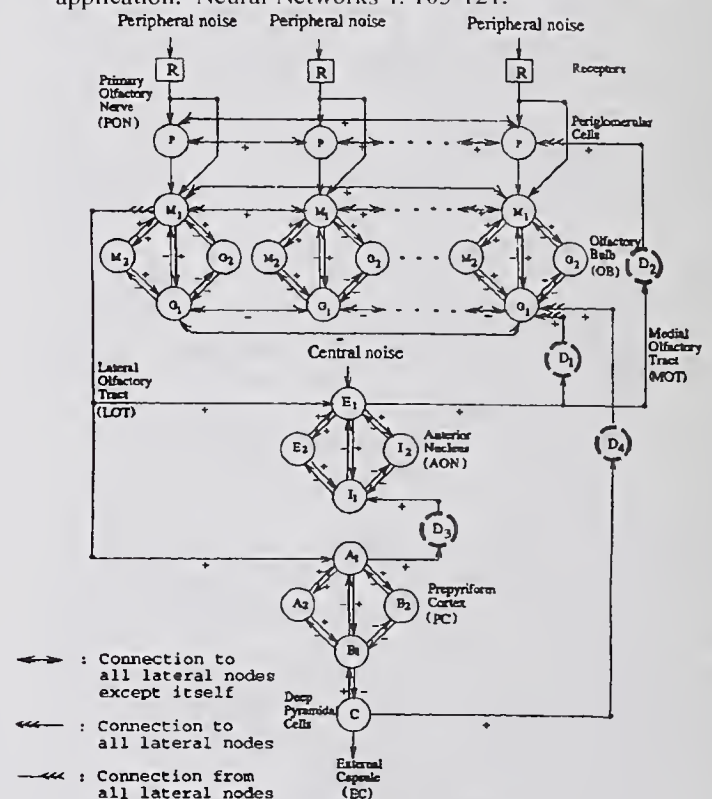 application. Neural Networks 4: 103-121.
Peripheral noise Peripheral noise Peripheral noise
R R R Receptors
Primary
Olfactory
Nerve
(PON)
Periglomerular
Cells
+ + +
P P P
+ + +
M1 M1 M1
M2 G2 M2 G2 M2 G2
G1 G1 G1
Olfactory
Bulb
(OB)
D2
D1
Medial
Olfactory
Tract
(MOT)
Central noise
Lateral
Olfactory
Tract
(LOT)
+ +
E1
E2 I2
I1
Anterior
Nucleus
(AON)
D4
+
D3
+ +
A1
A2 B2
B1
Prepyriform
Cortex
(PC)
+ -
Deep
Pyramidal
Cells
C
+
External
Capsule
(EC)
: Connection to
all lateral nodes
except itself
: Connection to
all lateral nodes
: Connection from
all lateral nodes